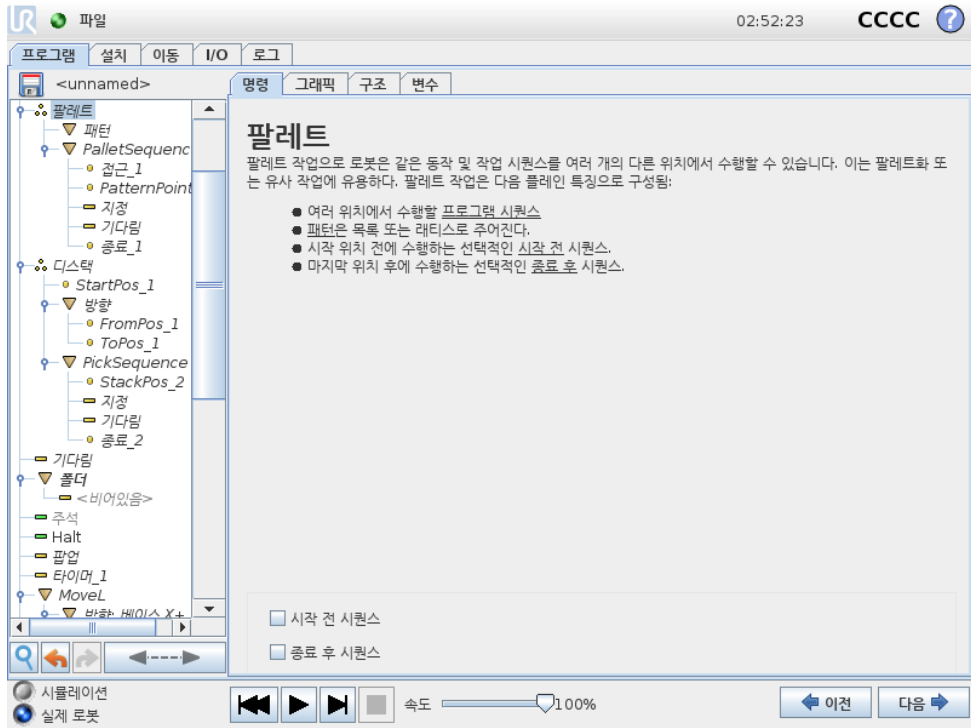 파일
02:52:23
CCCC
?
프로그램 설치 이동 I/O 로그
<unnamed>
명령 그래픽 구조 변수
팔레트
패턴
PalletSequenc
접근_1
PatternPoint
지정
기다림
종료_1
디스택
StartPos_1
방향
FromPos_1
ToPos_1
PickSequence
StackPos_2
지정
기다림
종료_2
기다림
폴더
<비어있음>
주석
Halt
팝업
타이머_1
MoveL
방향: 베이스 X+
팔레트
팔레트 작업으로 로봇은 같은 동작 및 작업 시퀀스를 여러 개의 다른 위치에서 수행할 수 있습니다. 이는 팔레트화 또
는 유사 작업에 유용하다. 팔레트 작업은 다음 플레인 특징으로 구성됨:
● 여러 위치에서 수행할 프로그램 시퀀스
● 패턴은 목록 또는 래티스로 주어진다.
● 시작 위치 전에 수행하는 선택적인 시작 전 시퀀스.
● 마지막 위치 후에 수행하는 선택적인 종료 후 시퀀스.
시작 전 시퀀스
종료 후 시퀀스
시뮬레이션
실제 로봇
속도 100%
이전
다음